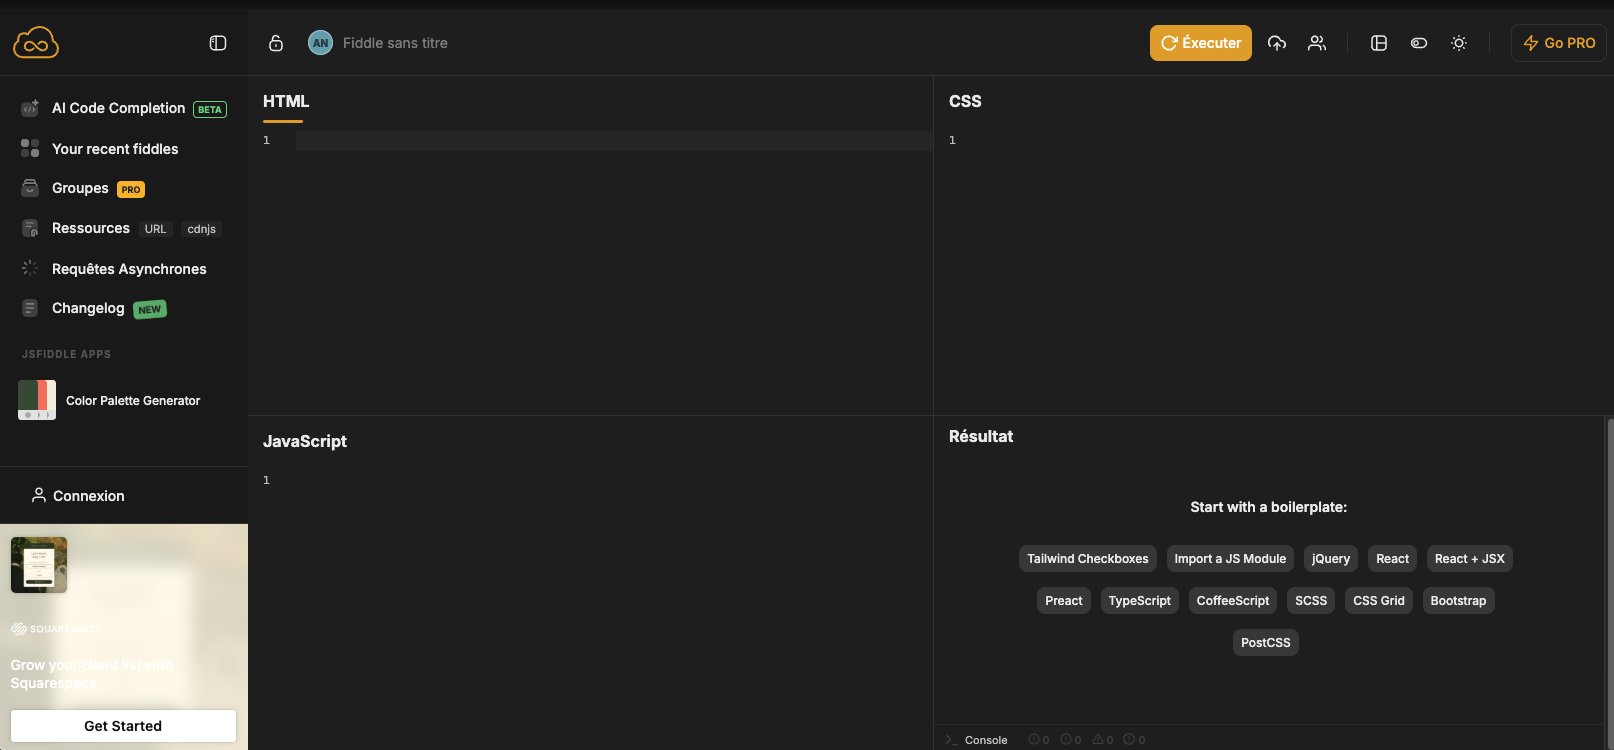 AN Fiddle sans titre
Éxecuter
Go PRO
AI Code Completion BETA
Your recent fiddles
Groupes PRO
Ressources URL cdnjs
Requêtes Asynchrones
Changelog NEW
JSFIDDLE APPS
Color Palette Generator
Connexion
SQUARESPACE
Grow your client list with
Squarespace
Get Started
HTML
1
CSS
1
JavaScript
1
Résultat
Start with a boilerplate:
Tailwind Checkboxes Import a JS Module jQuery React React + JSX
Preact TypeScript CoffeeScript SCSS CSS Grid Bootstrap
PostCSS
>_ Console 0 0 0 0